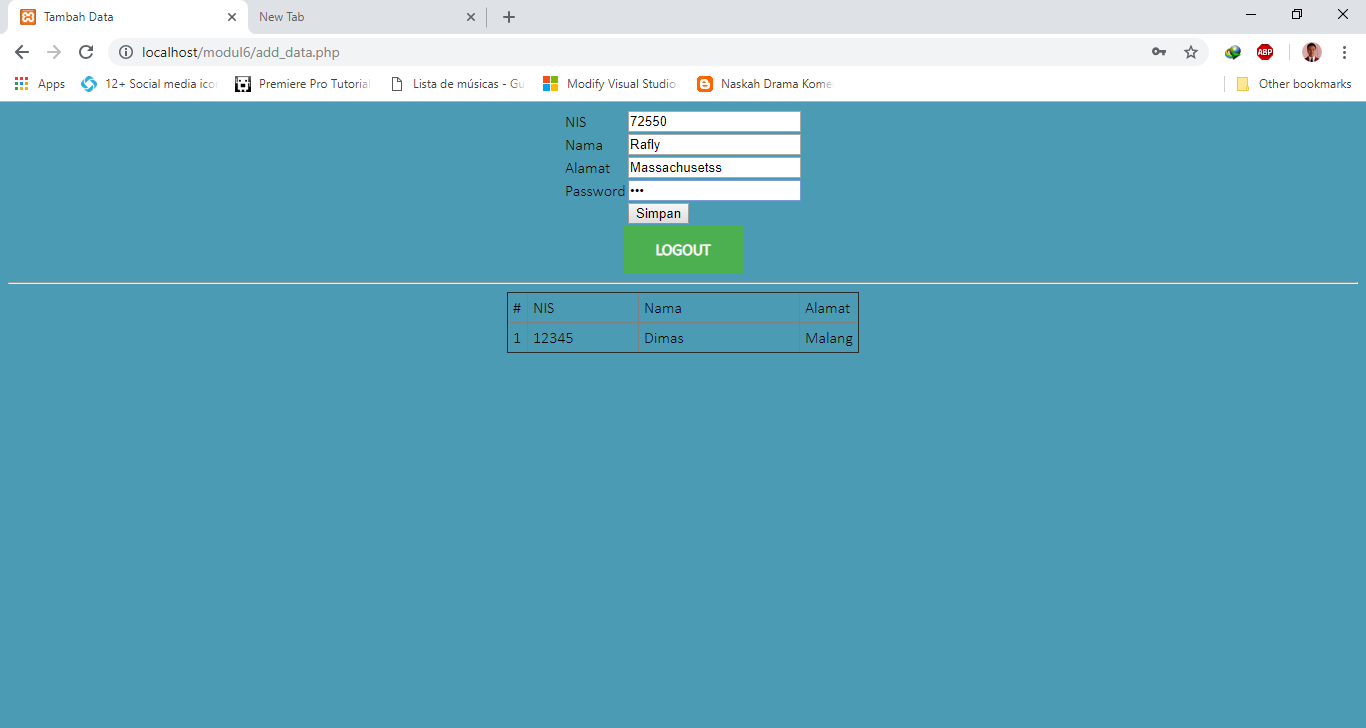 Tambah Data New Tab
localhost/modul6/add_data.php ABP
Apps 12+ Social media icor Premiere Pro Tutorial Lista de músicas - Gu Modify Visual Studio Naskah Drama Kome Other bookmarks
NIS 72550
Nama Rafly
Alamat Massachusetss
Password •••
Simpan
LOGOUT
# NIS Nama Alamat
1 12345 Dimas Malang